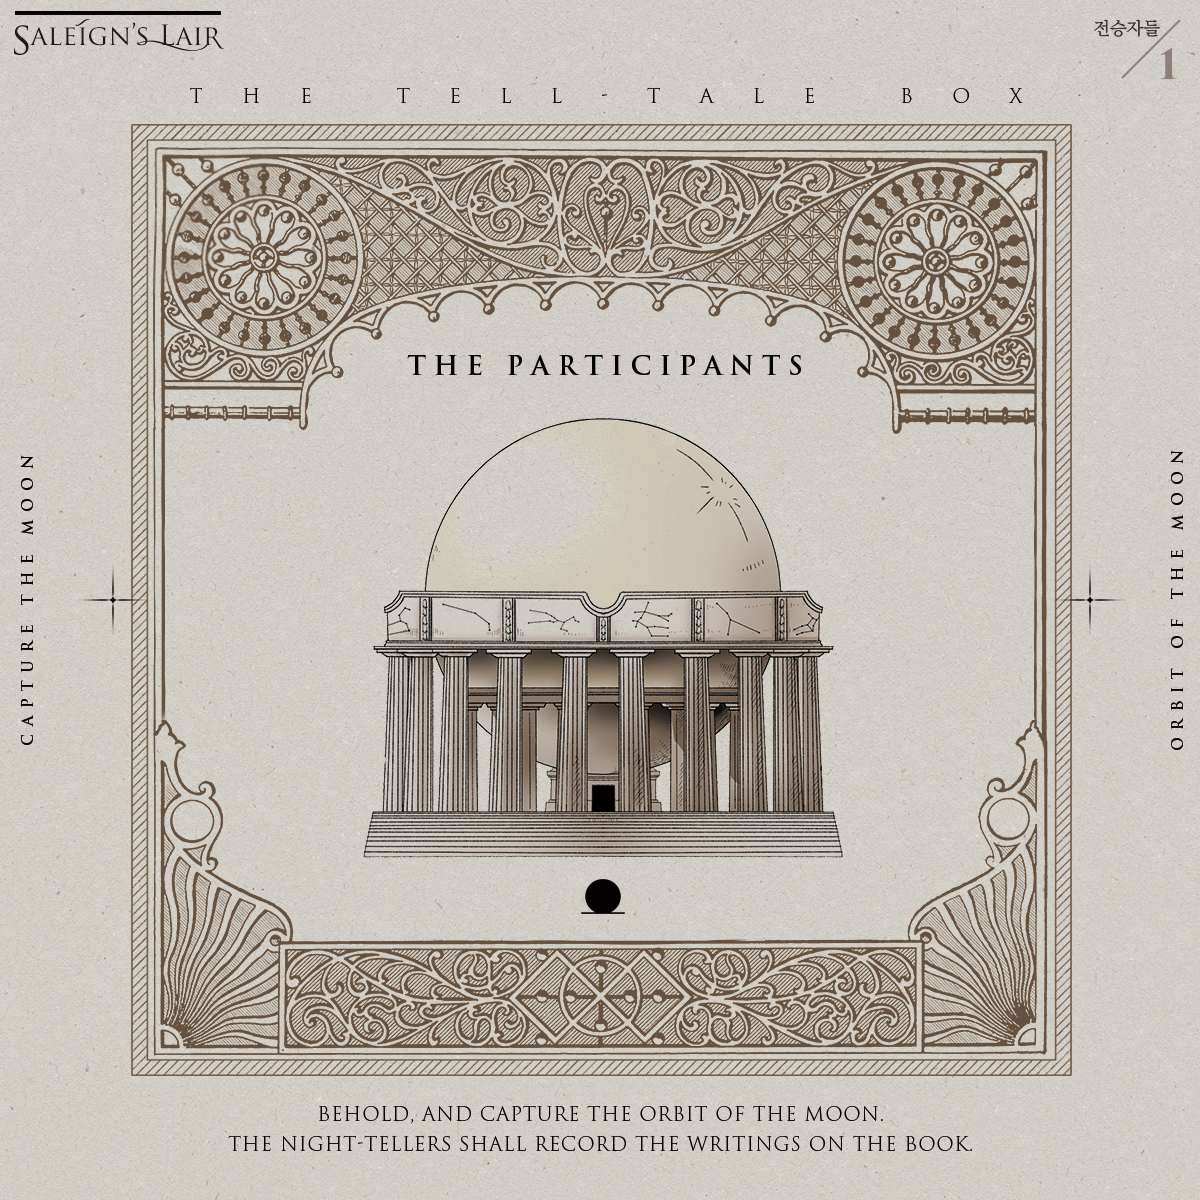 SALEIGN'S LAIR
전승자들
1
THE TELL-TALE BOX
THE PARTICIPANTS
CAPTURE THE MOON
ORBIT OF THE MOON
BEHOLD, AND CAPTURE THE ORBIT OF THE MOON.
THE NIGHT-TELLERS SHALL RECORD THE WRITINGS ON THE BOOK.